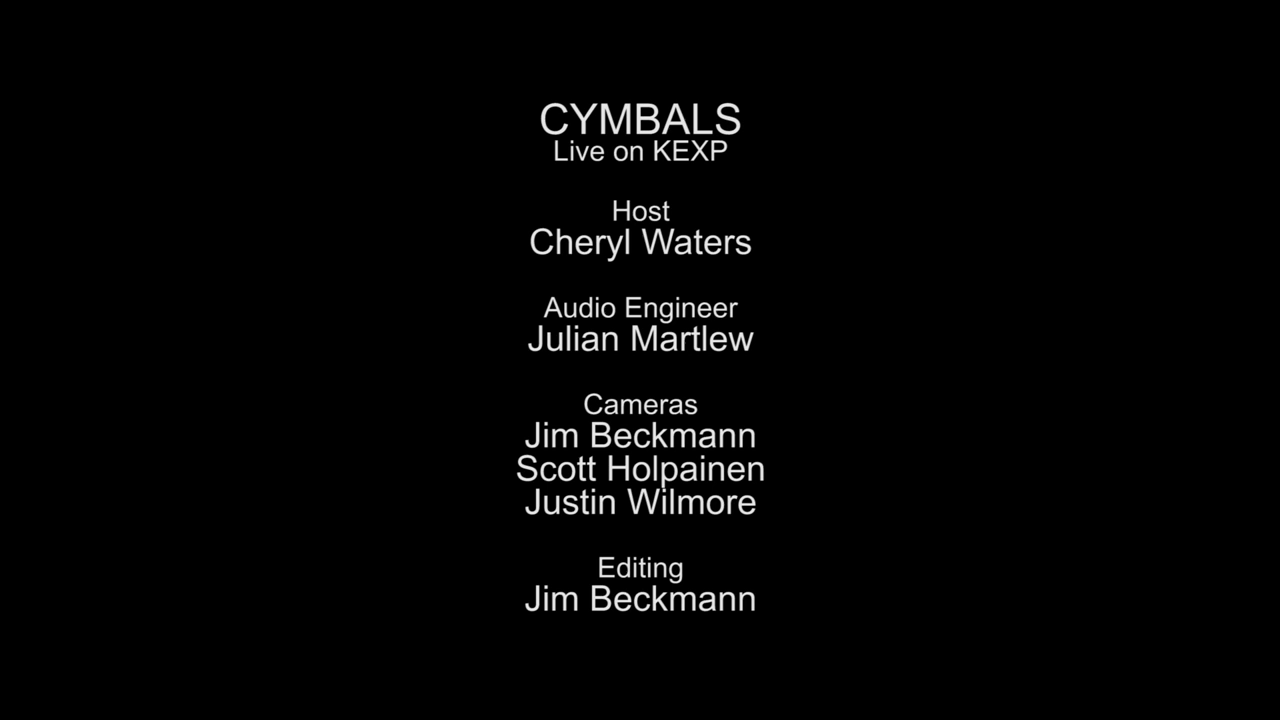 CYMBALS
Live on KEXP
Host
Cheryl Waters
Audio Engineer
Julian Martlew
Cameras
Jim Beckmann
Scott Holpainen
Justin Wilmore
Editing
Jim Beckmann